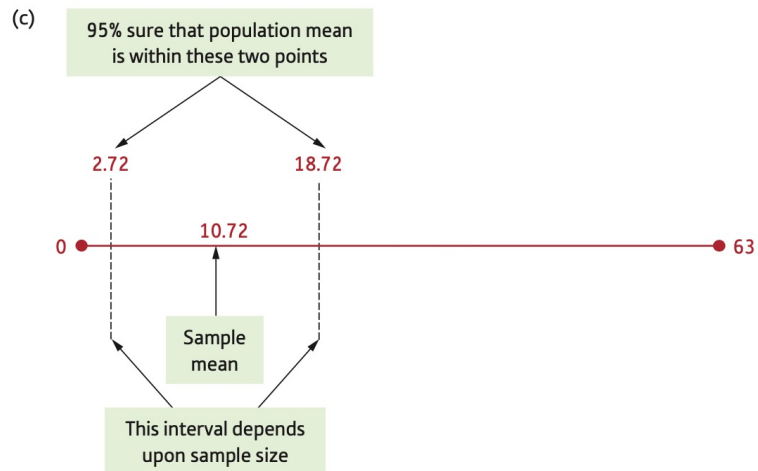 (c)
95% sure that population mean
is within these two points
2.72
18.72
10.72
0
63
Sample
mean
This interval depends
upon sample size